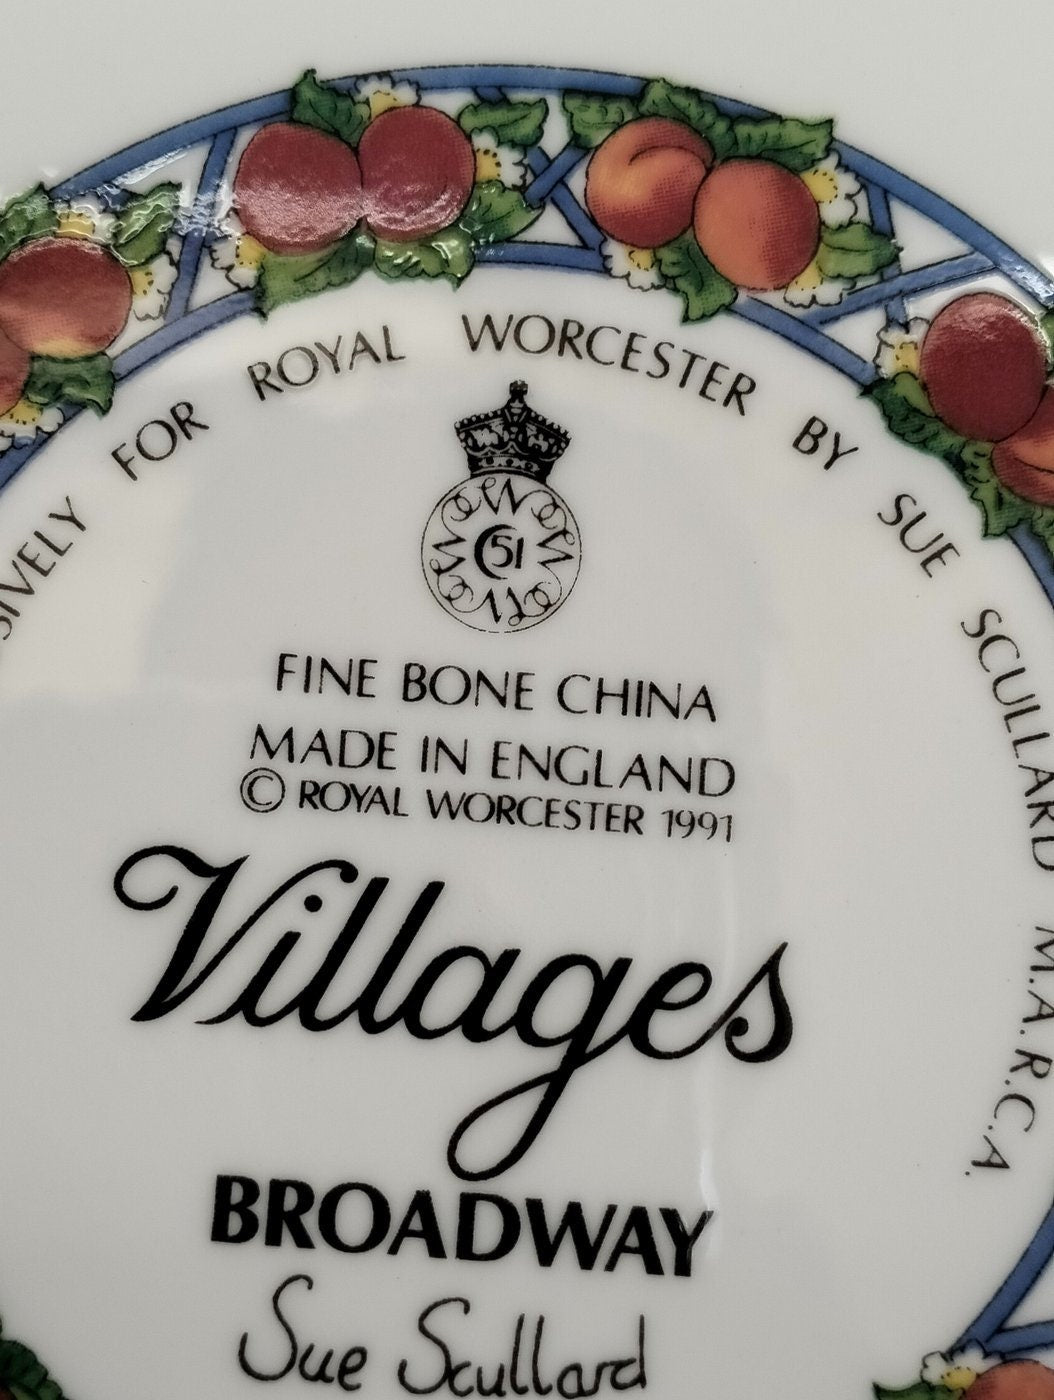 FOR ROYAL WORCESTER BY SUE SCULLARD M.A.R.C.A.
51
FINE BONE CHINA
MADE IN ENGLAND
© ROYAL WORCESTER 1991
Villages
BROADWAY
Sue Scullard